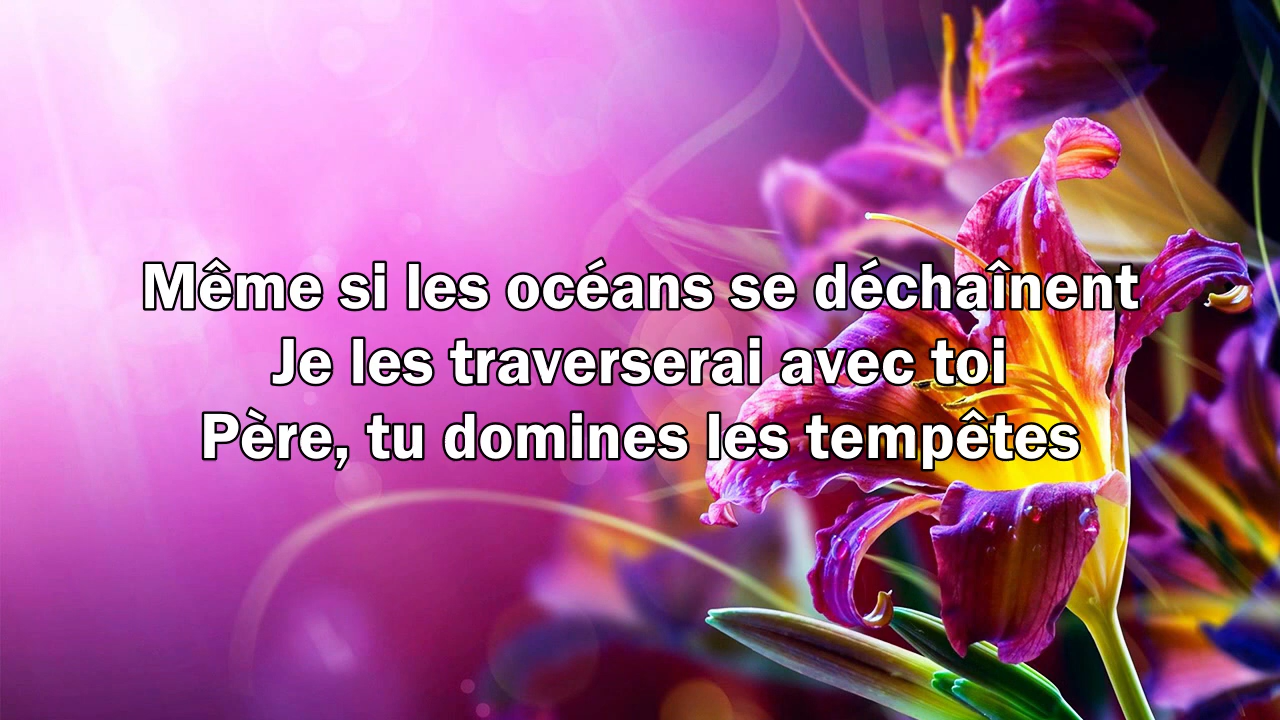 Même si les océans se déchaînent
Je les traverserai avec toi
Père, tu domines les tempêtes